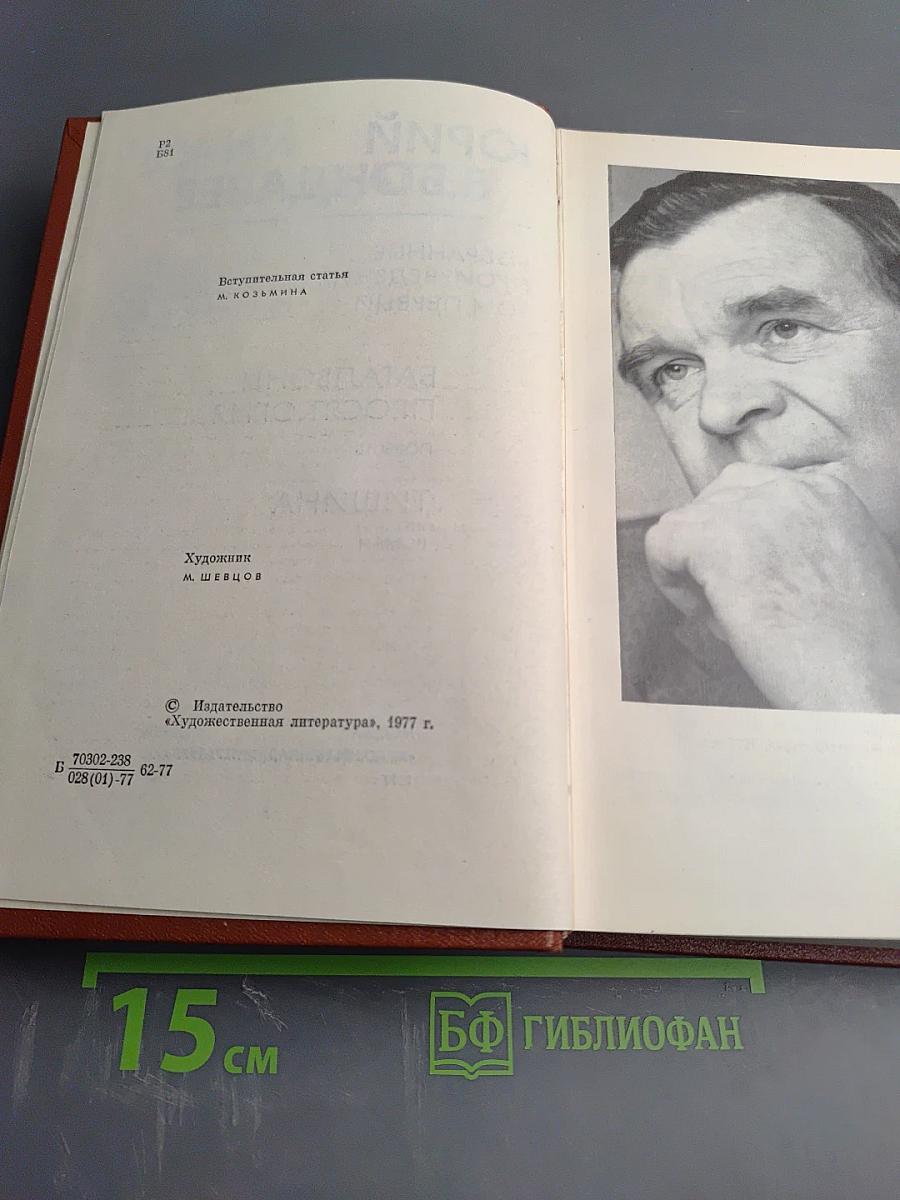 Р2
Б81
Вступительная статья
М. КОЗЬМИНА
Художник
М. ШЕВЦОВ
© Издательство
«Художественная литература», 1977 г.
Б 70302-238
028(01)-77 62-77
15 см
БФ ГИБЛИОФАН